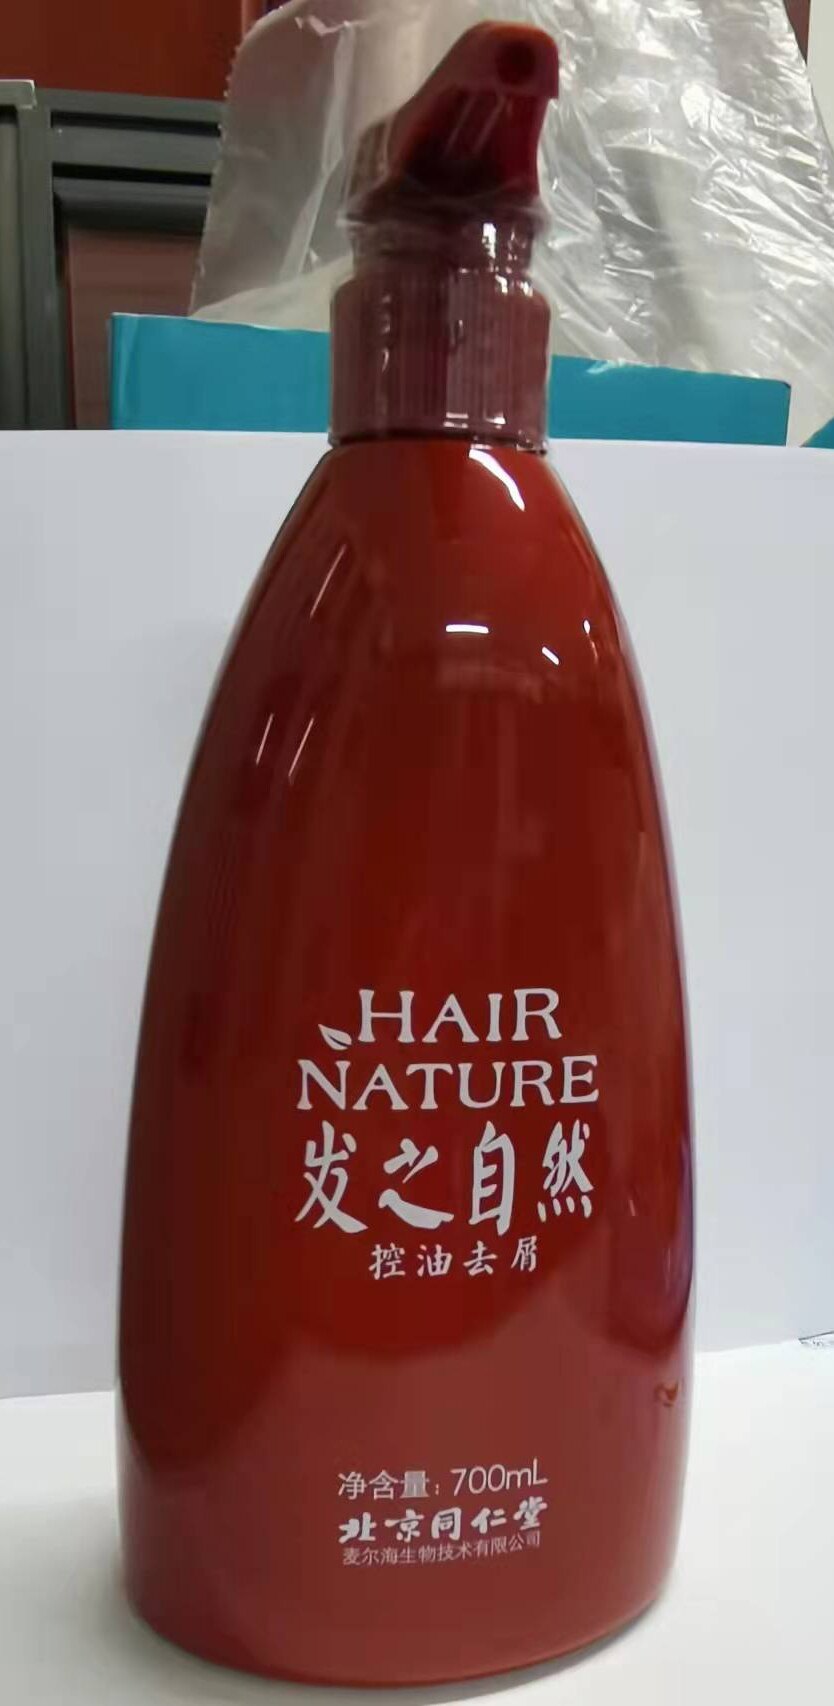 HAIR
NATURE
发之自然
控油去屑
净含量：700mL
北京同仁堂
麦尔海生物技术有限公司